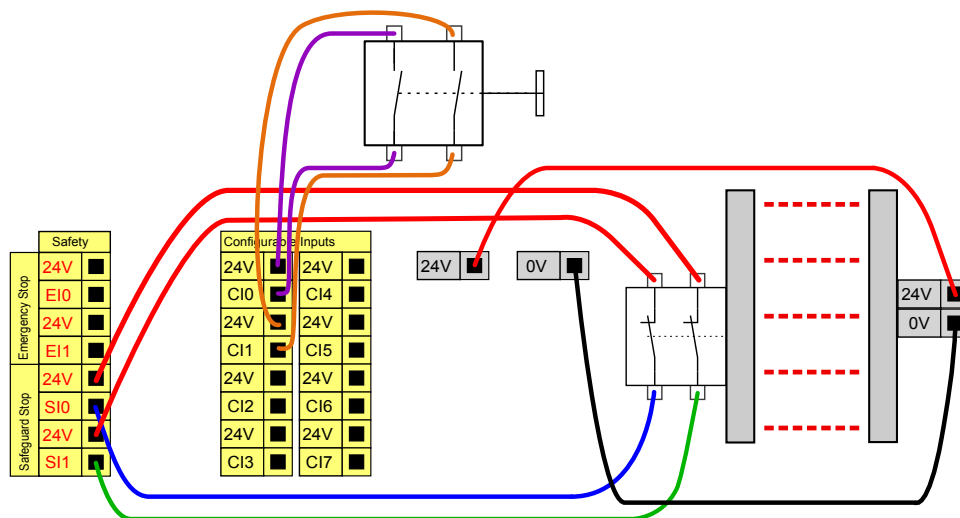 Safety
Emergency Stop
24V
EI0
24V
EI1
Safeguard Stop
24V
SI0
24V
SI1
Configurable Inputs
24V 24V
CI0 CI4
24V 24V
CI1 CI5
24V 24V
CI2 CI6
24V 24V
CI3 CI7
24V
0V
24V
0V